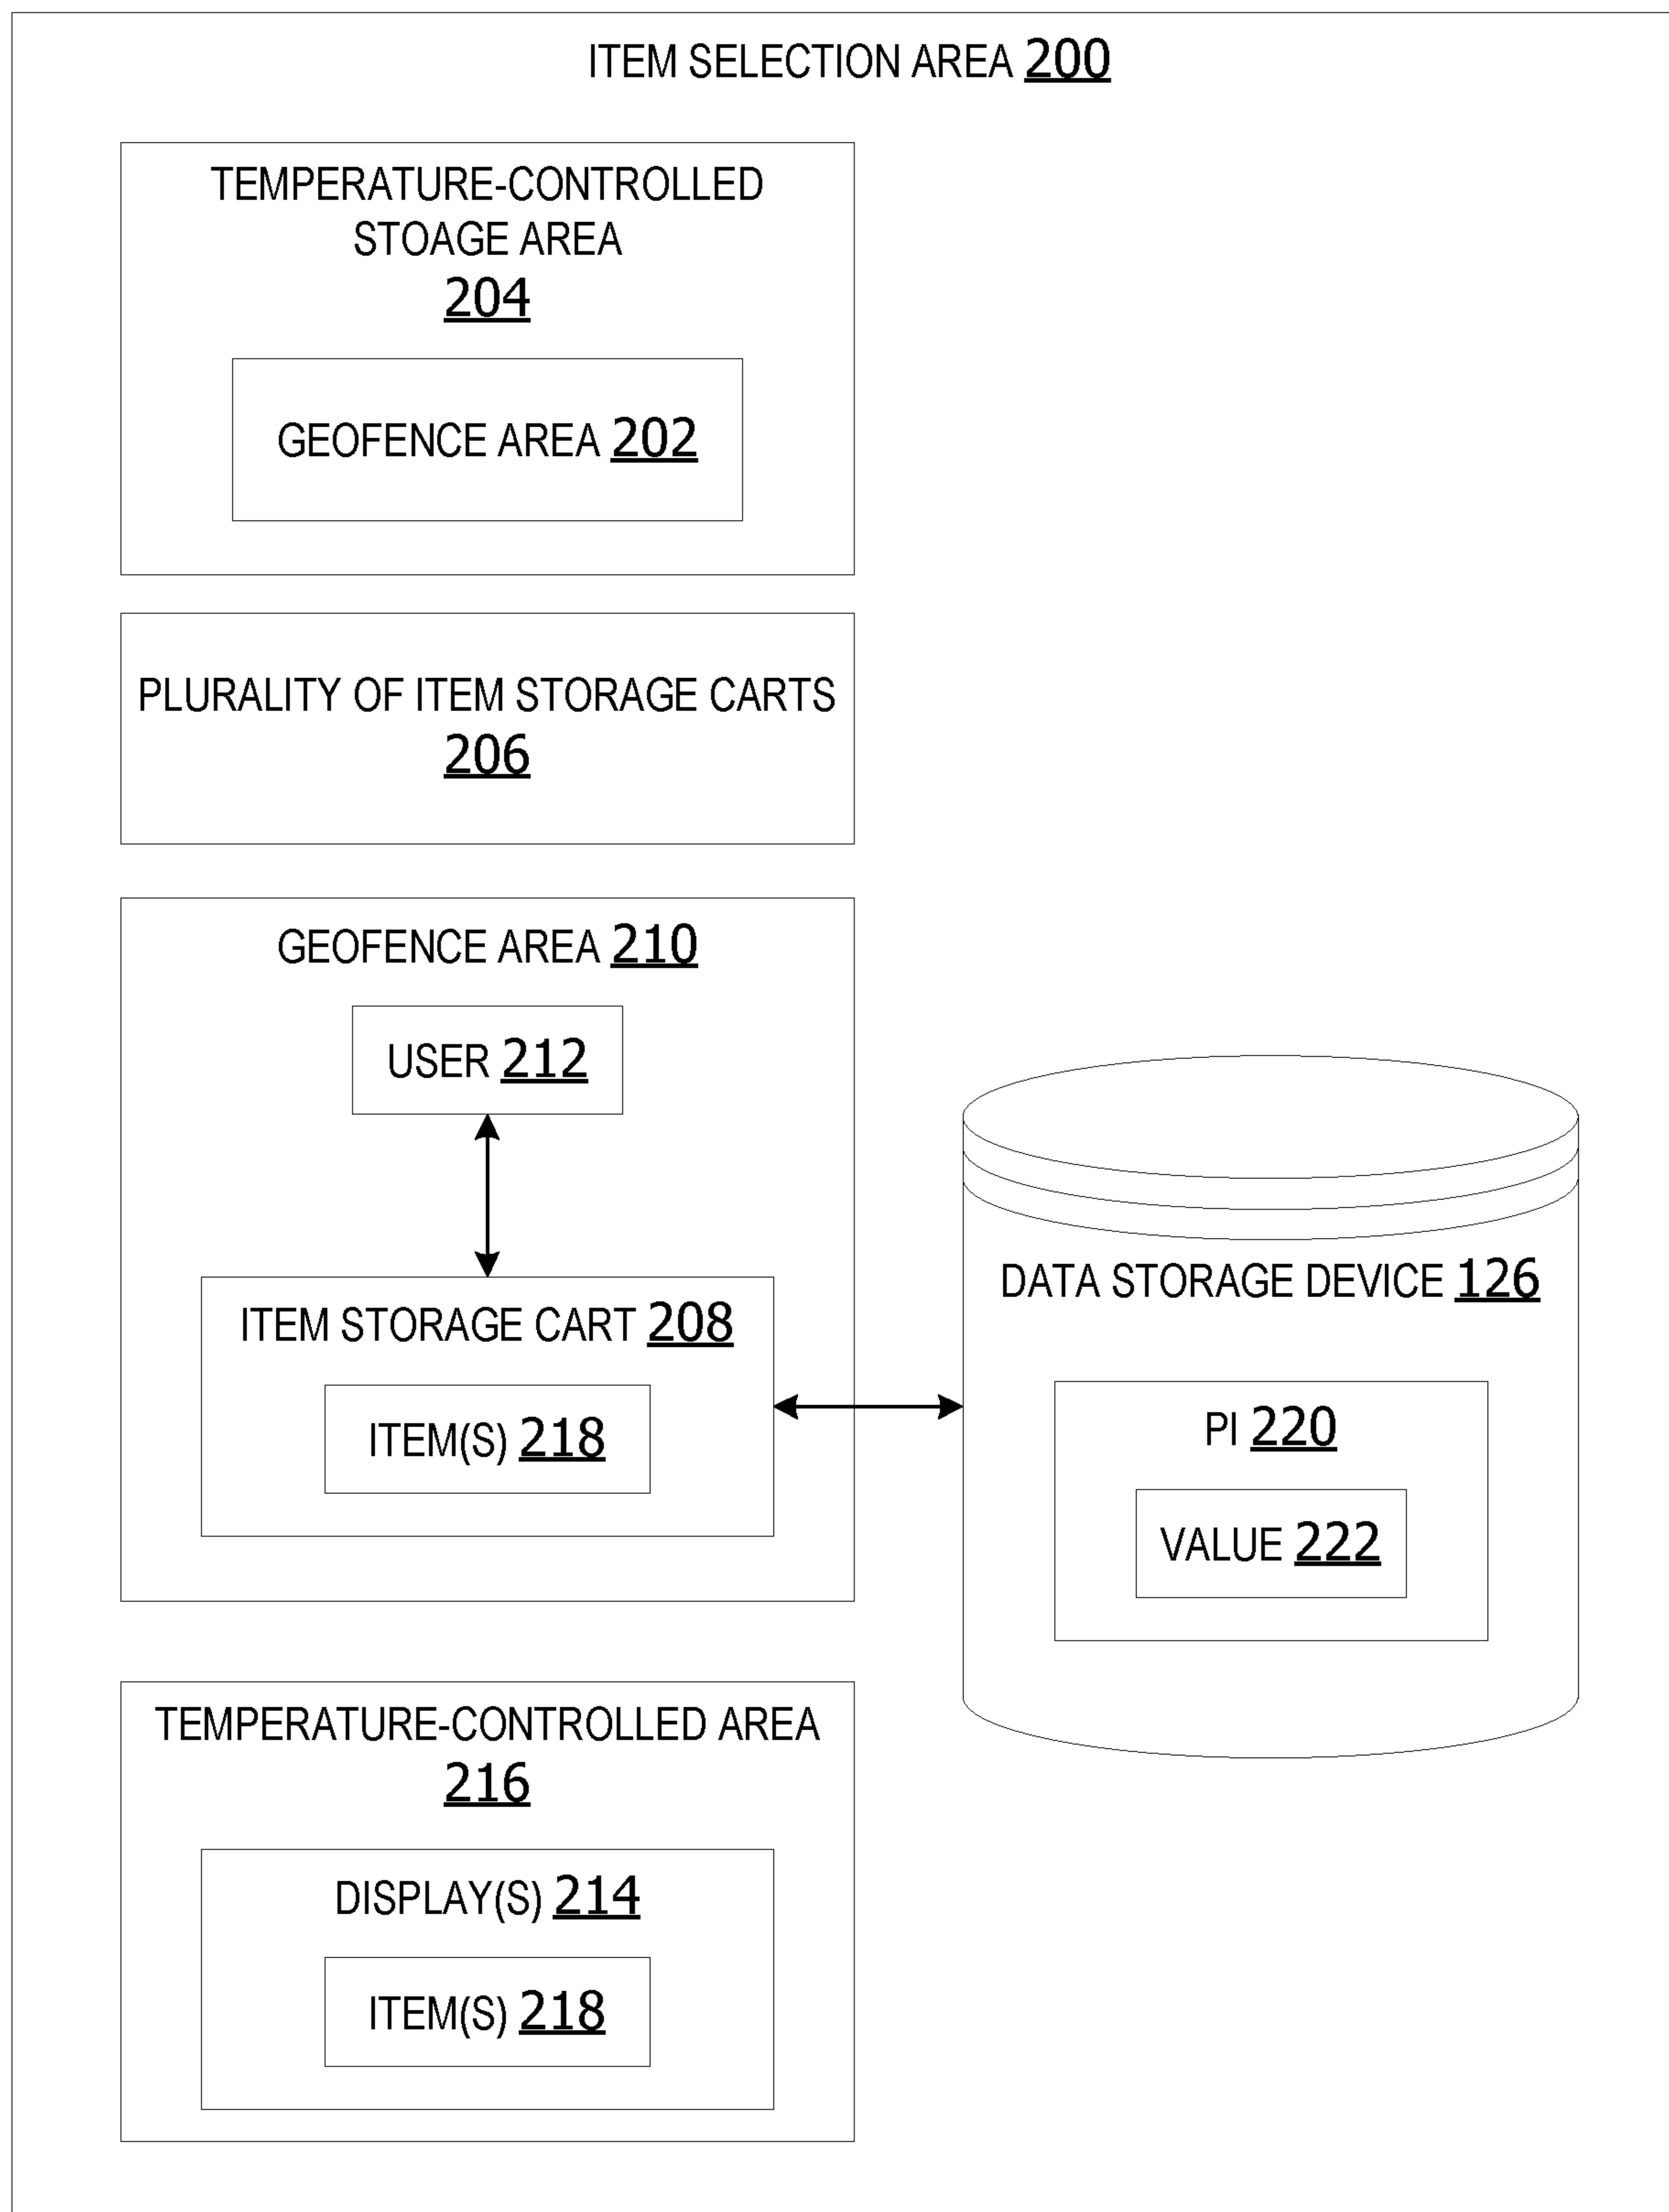 ITEM SELECTION AREA 200
TEMPERATURE-CONTROLLED
STOAGE AREA
204
GEOFENCE AREA 202
PLURALITY OF ITEM STORAGE CARTS
206
GEOFENCE AREA 210
USER 212
ITEM STORAGE CART 208
ITEM(S) 218
DATA STORAGE DEVICE 126
PI 220
VALUE 222
TEMPERATURE-CONTROLLED AREA
216
DISPLAY(S) 214
ITEM(S) 218